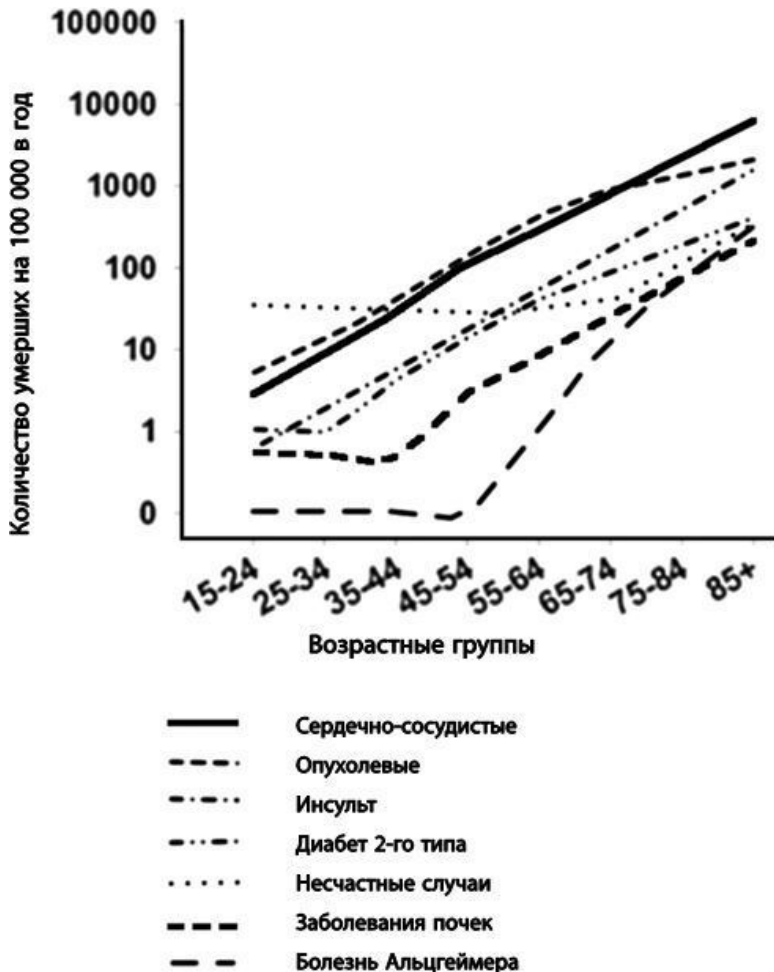 Количество умерших на 100 000 в год
100000
10000
1000
100
10
1
0
15-24
25-34
35-44
45-54
55-64
65-74
75-84
85+
Возрастные группы
Сердечно-сосудистые
Опухолевые
Инсульт
Диабет 2-го типа
Несчастные случаи
Заболевания почек
Болезнь Альцгеймера